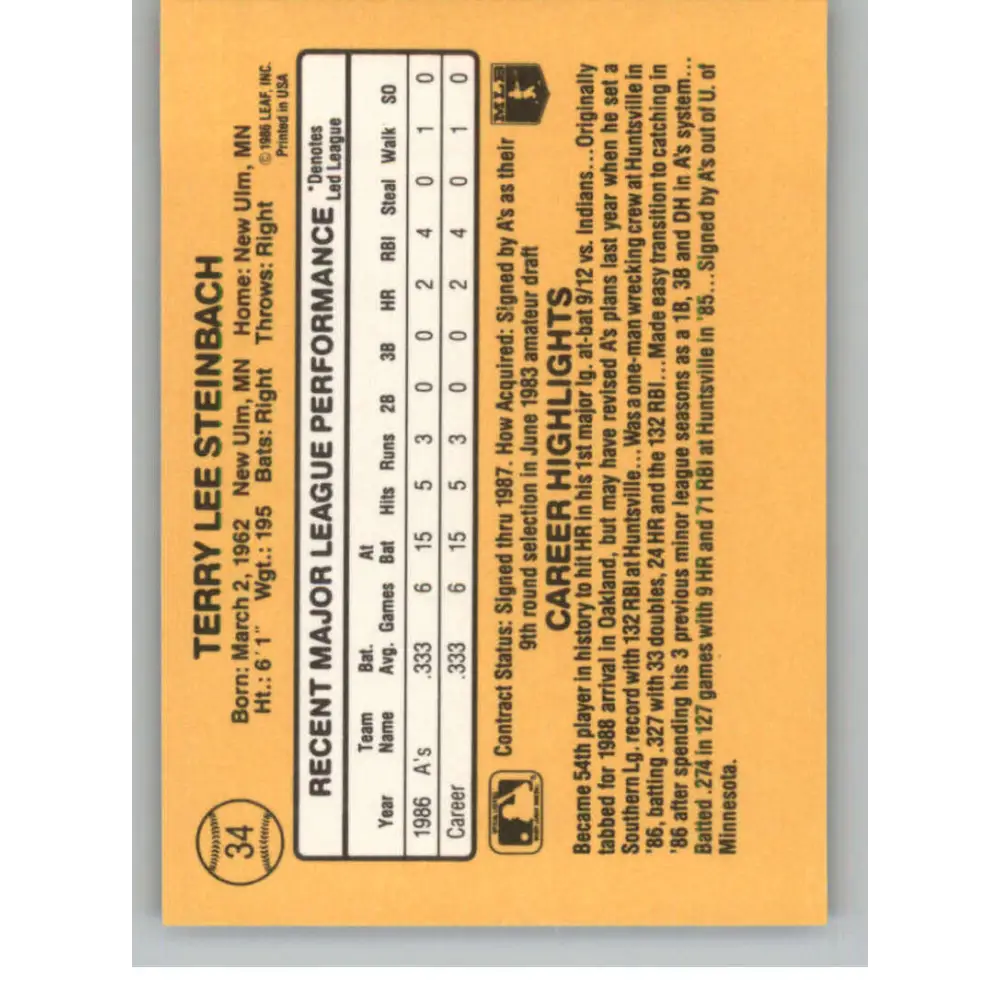 34
TERRY LEE STEINBACH
Born: March 2, 1962 New Ulm, MN Home: New Ulm, MN
Ht.: 6'1" Wgt.: 195 Bats: Right Throws: Right
© 1986 LEAF, INC.
Printed in USA
RECENT MAJOR LEAGUE PERFORMANCE
*Denotes
Led League
Year Team Name Bat. Avg. Games At Bat Hits Runs 2B 3B HR RBI Steal Walk SO
1986 A's .333 6 15 5 3 0 0 2 4 0 1 0
Career .333 6 15 5 3 0 0 2 4 0 1 0
Contract Status: Signed thru 1987. How Acquired: Signed by A's as their
9th round selection in June 1983 amateur draft
MLB
CAREER HIGHLIGHTS
Became 54th player in history to hit HR in his 1st major lg. at-bat 9/12 vs. Indians...Originally
tabbed for 1988 arrival in Oakland, but may have revised A's plans last year when he set a
Southern Lg. record with 132 RBI at Huntsville...Was a one-man wrecking crew at Huntsville in
'86, batting .327 with 33 doubles, 24 HR and the 132 RBI...Made easy transition to catching in
'86 after spending his 3 previous minor league seasons as a 1B, 3B and DH in A's system...
Batted .274 in 127 games with 9 HR and 71 RBI at Huntsville in '85...Signed by A's out of U. of
Minnesota.